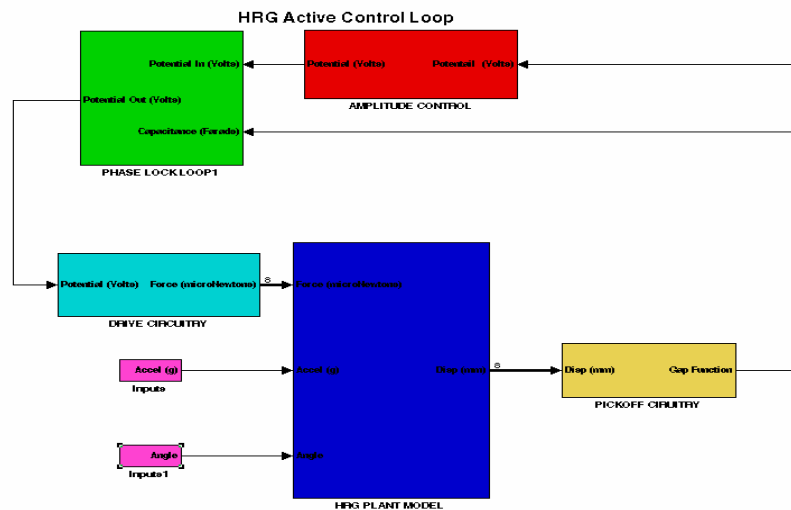 HRG Active Control Loop
Potential In (Volts)
Potential Out (Volts)
Capacitance (Farads)
PHASE LOCK LOOP1
Potential (Volts)
Potentail (Volts)
AMPLITUDE CONTROL
Potential (Volts)
Force (microNewtons)
DRIVE CIRCUITRY
8
Force (microNewtons)
Accel (g)
Angle
Disp (mm)
HRG PLANT MODEL
Accel (g)
Inputs
Angle
Inputs1
8
Disp (mm)
Gap Function
PICKOFF CIRUITRY